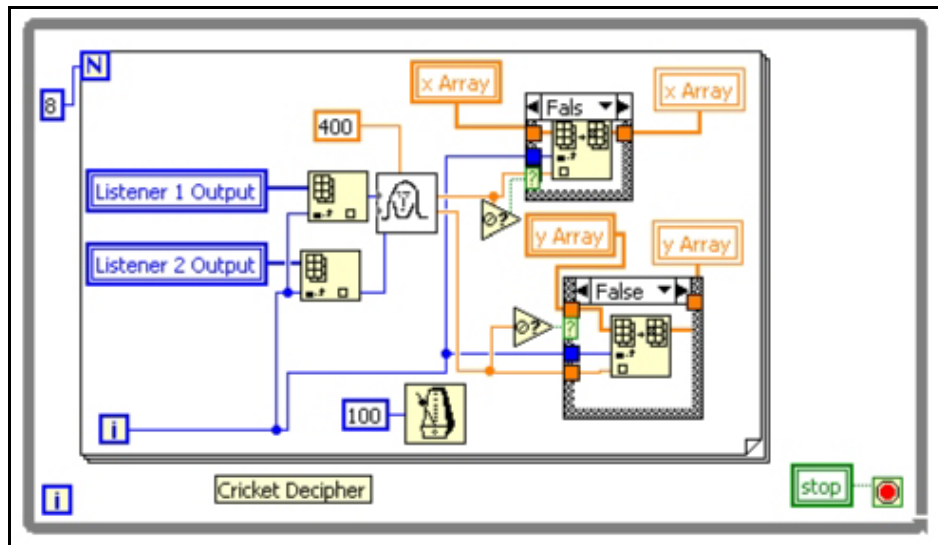 N
8
x Array
Fals
x Array
400
Listener 1 Output
?
?
y Array
y Array
Listener 2 Output
False
?
?
100
i
i
Cricket Decipher
stop